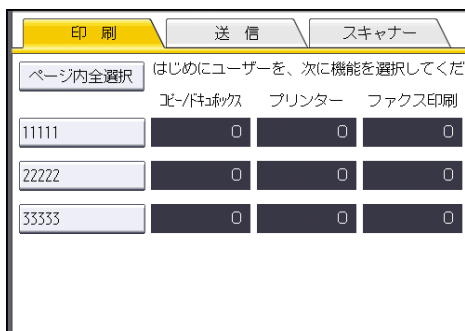 印 刷 送 信 スキャナー
ページ内全選択 はじめにユーザーを、次に機能を選択してくだ
コピー/ドキュボックス プリンター ファクス印刷
11111 0 0 0
22222 0 0 0
33333 0 0 0